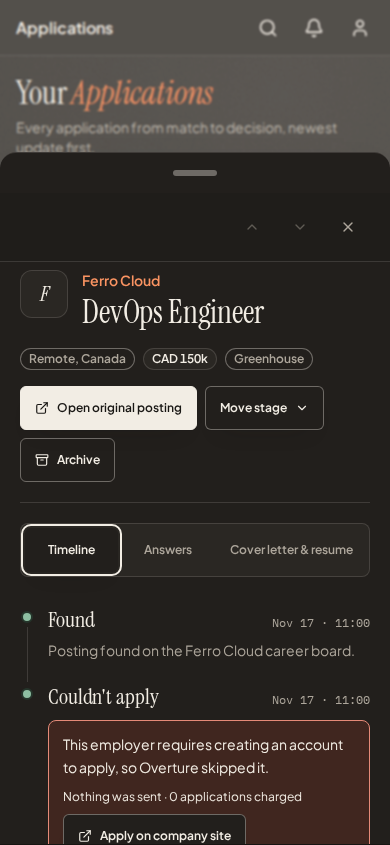 Applications
Your Applications
Every application from match to decision, newest
update first
F
Ferro Cloud
DevOps Engineer
Remote, Canada
CAD 150k
Greenhouse
Open original posting
Move stage
Archive
Timeline
Answers
Cover letter & resume
Found
Nov 17 · 11:00
Posting found on the Ferro Cloud career board.
Couldn't apply
Nov 17 · 11:00
This employer requires creating an account
to apply, so Overture skipped it.
Nothing was sent · 0 applications charged
Apply on company site